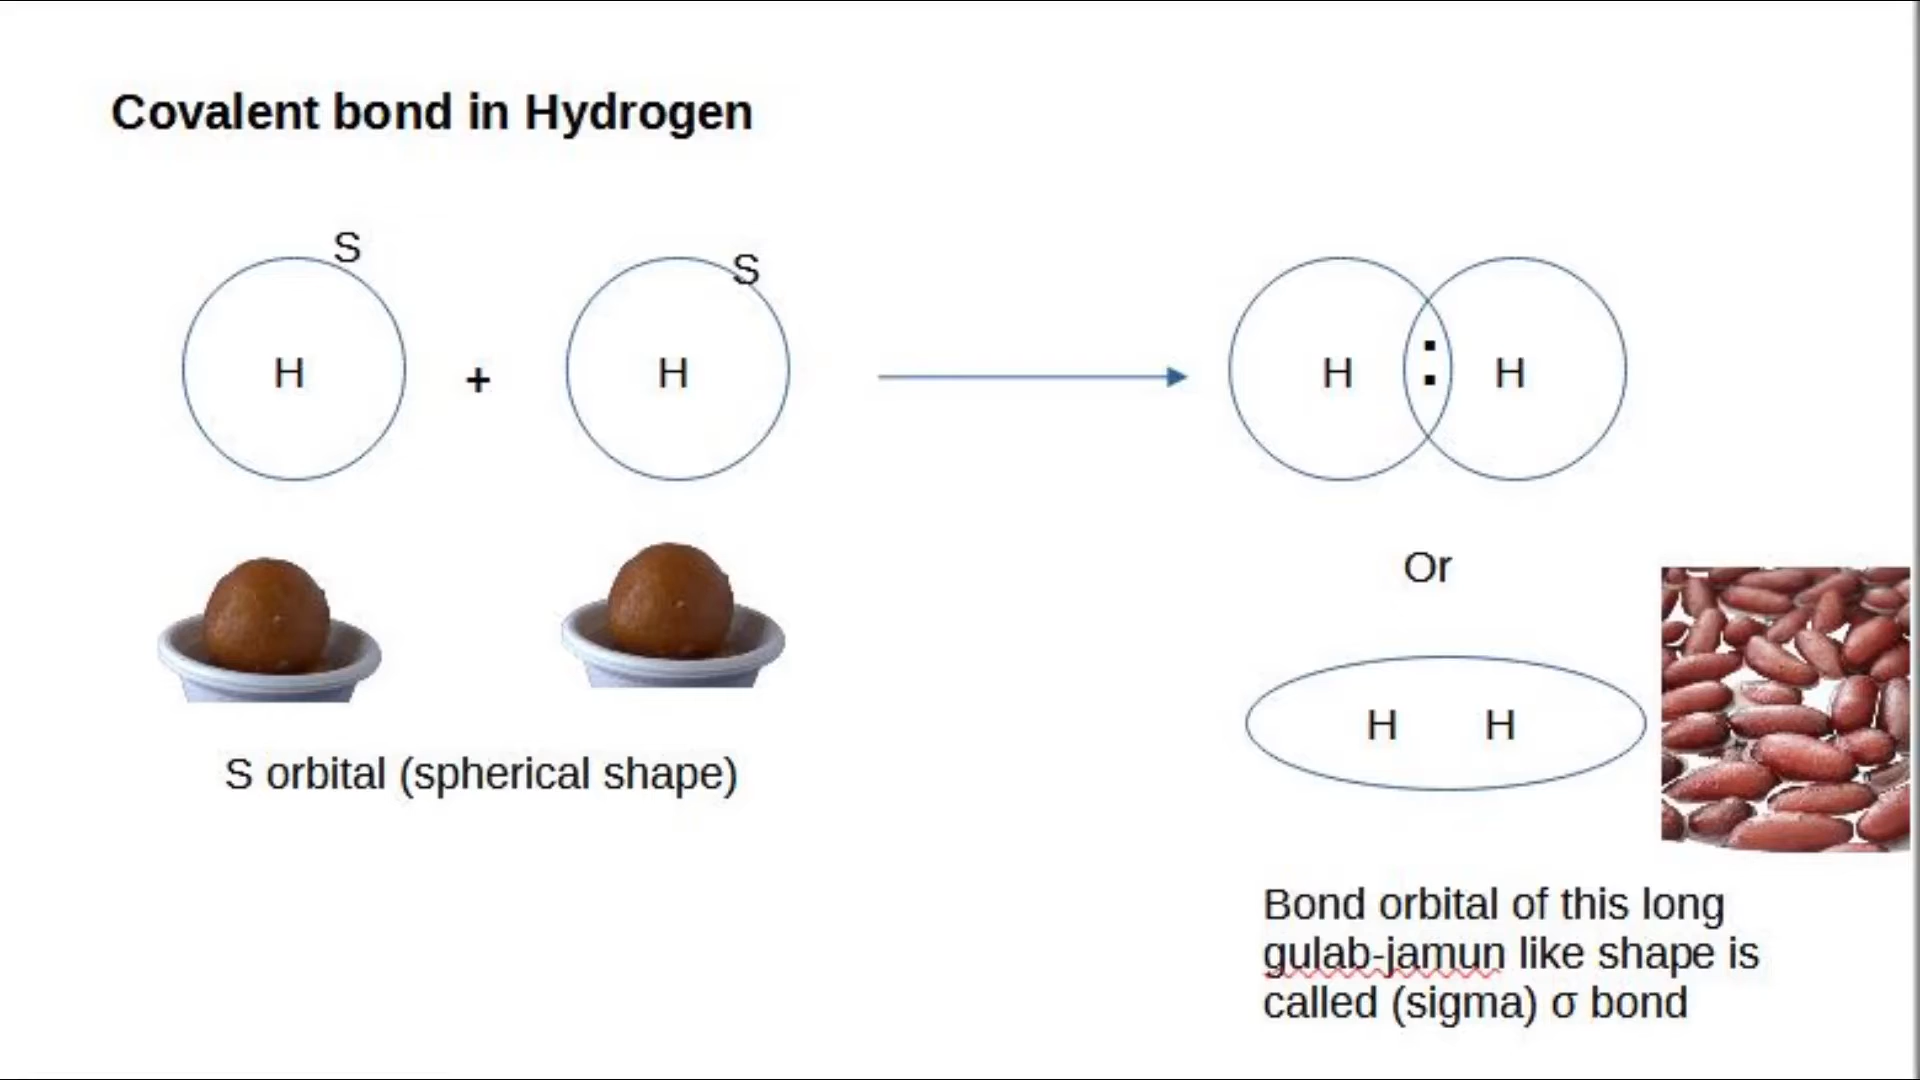 Covalent bond in Hydrogen
S
S
H + H
H : H
Or
H H
S orbital (spherical shape)
Bond orbital of this long
gulab-jamun like shape is
called (sigma) σ bond